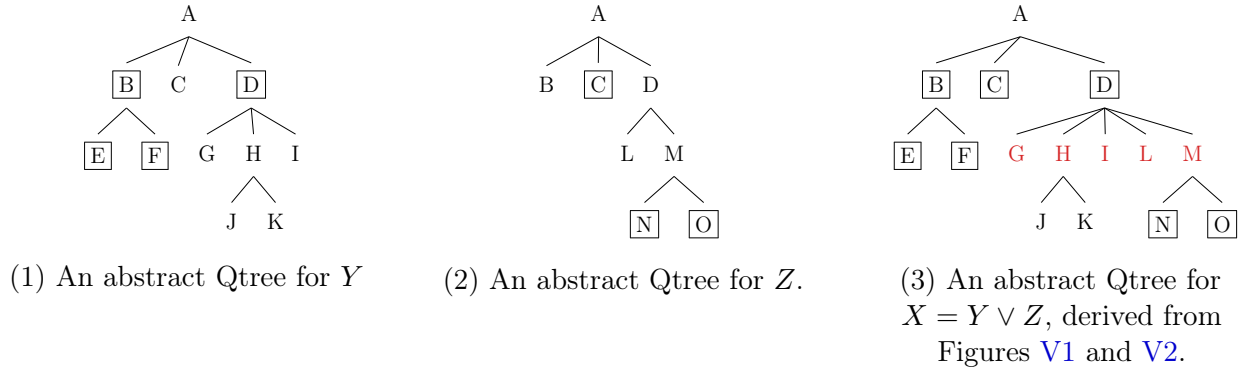 A
B C D
E F G H I
J K
(1) An abstract Qtree for Y
A
B C D
L M
N O
(2) An abstract Qtree for Z.
A
B C D
E F G H I L M
J K N O
(3) An abstract Qtree for
X = Y ∨ Z, derived from
Figures V1 and V2.